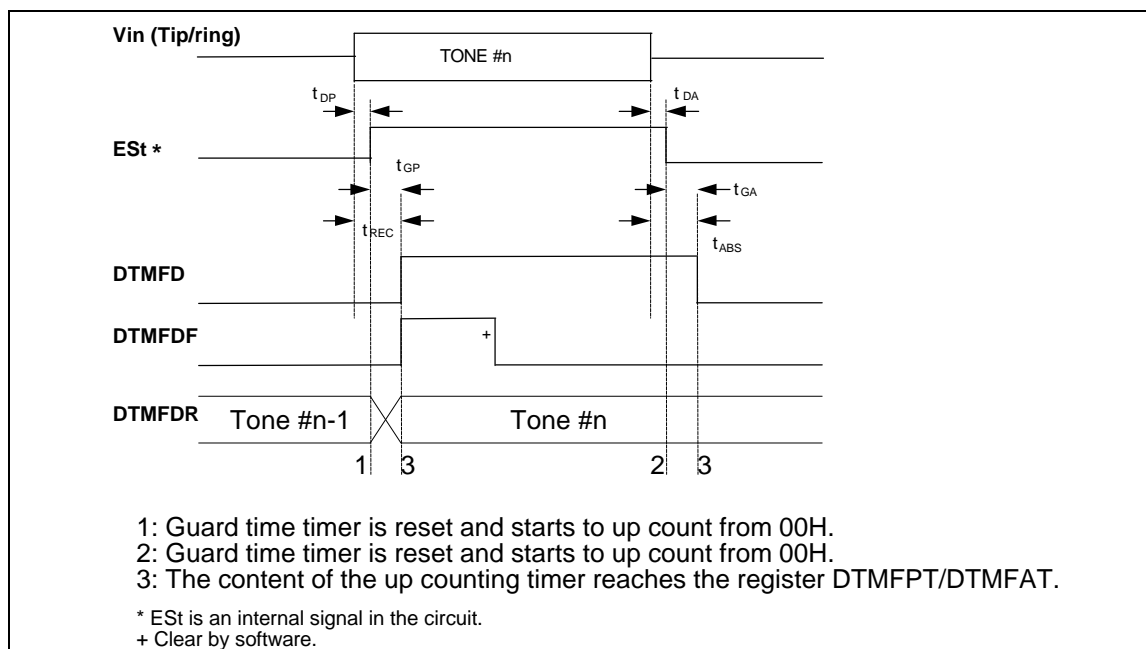 Vin (Tip/ring)
TONE #n
tDP
tDA
ESt *
tGP
tGA
tREC
tABS
DTMFD
DTMFDF
+
DTMFDR
Tone #n-1
Tone #n
1 3 2 3
1: Guard time timer is reset and starts to up count from 00H.
2: Guard time timer is reset and starts to up count from 00H.
3: The content of the up counting timer reaches the register DTMFPT/DTMFAT.
* ESt is an internal signal in the circuit.
+ Clear by software.